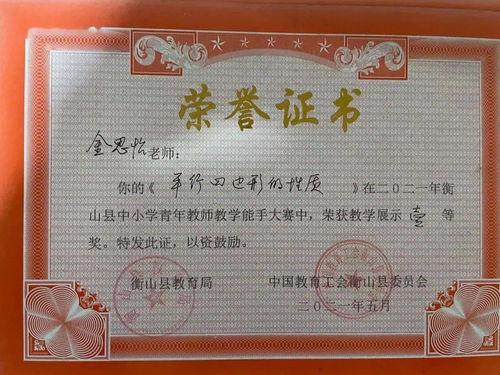 荣誉证书
金思怡老师:
你的《平行四边形的性质》在二〇二一年衡
山县中小学青年教师教学能手大赛中,荣获教学展示壹等
奖。特发此证,以资鼓励。
衡山县教育局 中国教育工会衡山县委员会
二〇二一年五月